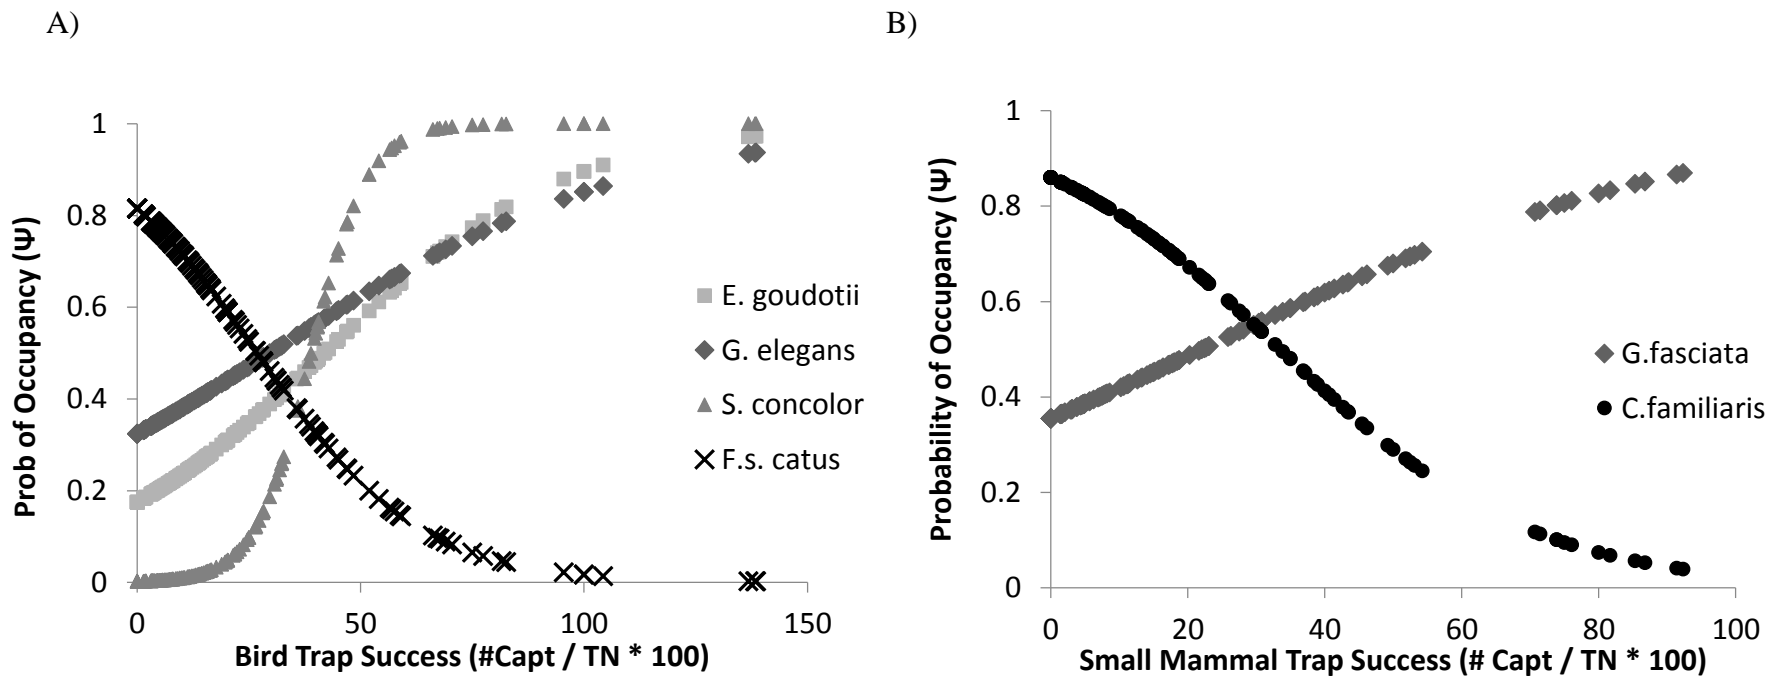 A)
Prob of Occupancy (Ψ)
1
0.8
0.6
0.4
0.2
0
0
50
100
150
Bird Trap Success (#Capt / TN * 100)
E. goudotii
G. elegans
S. concolor
F.s. catus
B)
Probability of Occupancy (Ψ)
1
0.8
0.6
0.4
0.2
0
0
20
40
60
80
100
Small Mammal Trap Success (# Capt / TN * 100)
G.fasciata
C.familiaris